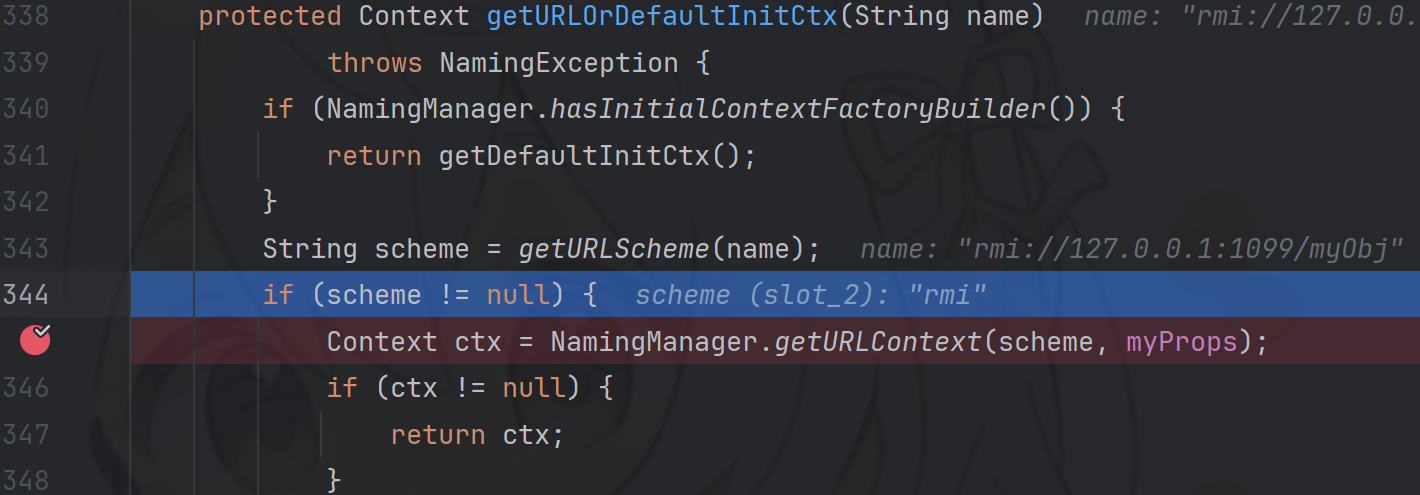 338 protected Context getURLOrDefaultInitCtx(String name) name: "rmi://127.0.0.
339 throws NamingException {
340 if (NamingManager.hasInitialContextFactoryBuilder()) {
341 return getDefaultInitCtx();
342 }
343 String scheme = getURLScheme(name); name: "rmi://127.0.0.1:1099/myObj"
344 if (scheme != null) { scheme (slot_2): "rmi"
Context ctx = NamingManager.getURLContext(scheme, myProps);
346 if (ctx != null) {
347 return ctx;
348 }